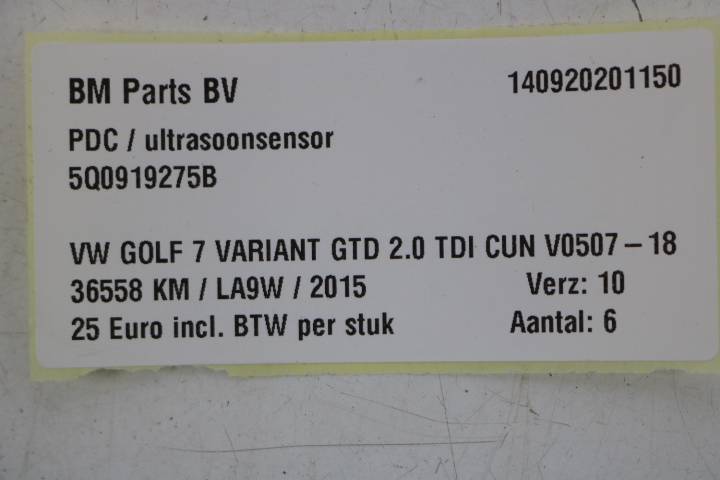 BM Parts BV 140920201150
PDC / ultrasoonsensor
5Q0919275B
VW GOLF 7 VARIANT GTD 2.0 TDI CUN V0507 – 18
36558 KM / LA9W / 2015 Verz: 10
25 Euro incl. BTW per stuk Aantal: 6